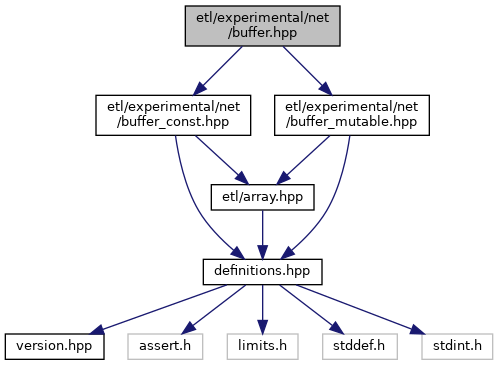 etl/experimental/net
/buffer.hpp
etl/experimental/net
/buffer_const.hpp
etl/experimental/net
/buffer_mutable.hpp
etl/array.hpp
definitions.hpp
version.hpp
assert.h
limits.h
stddef.h
stdint.h